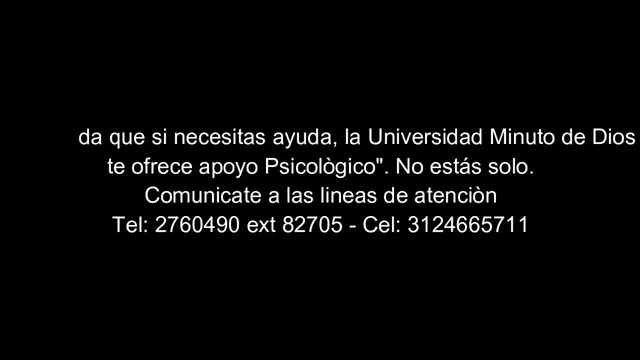 da que si necesitas ayuda, la Universidad Minuto de Dios
te ofrece apoyo Psicològico". No estás solo.
Comunicate a las lineas de atenciòn
Tel: 2760490 ext 82705 - Cel: 3124665711